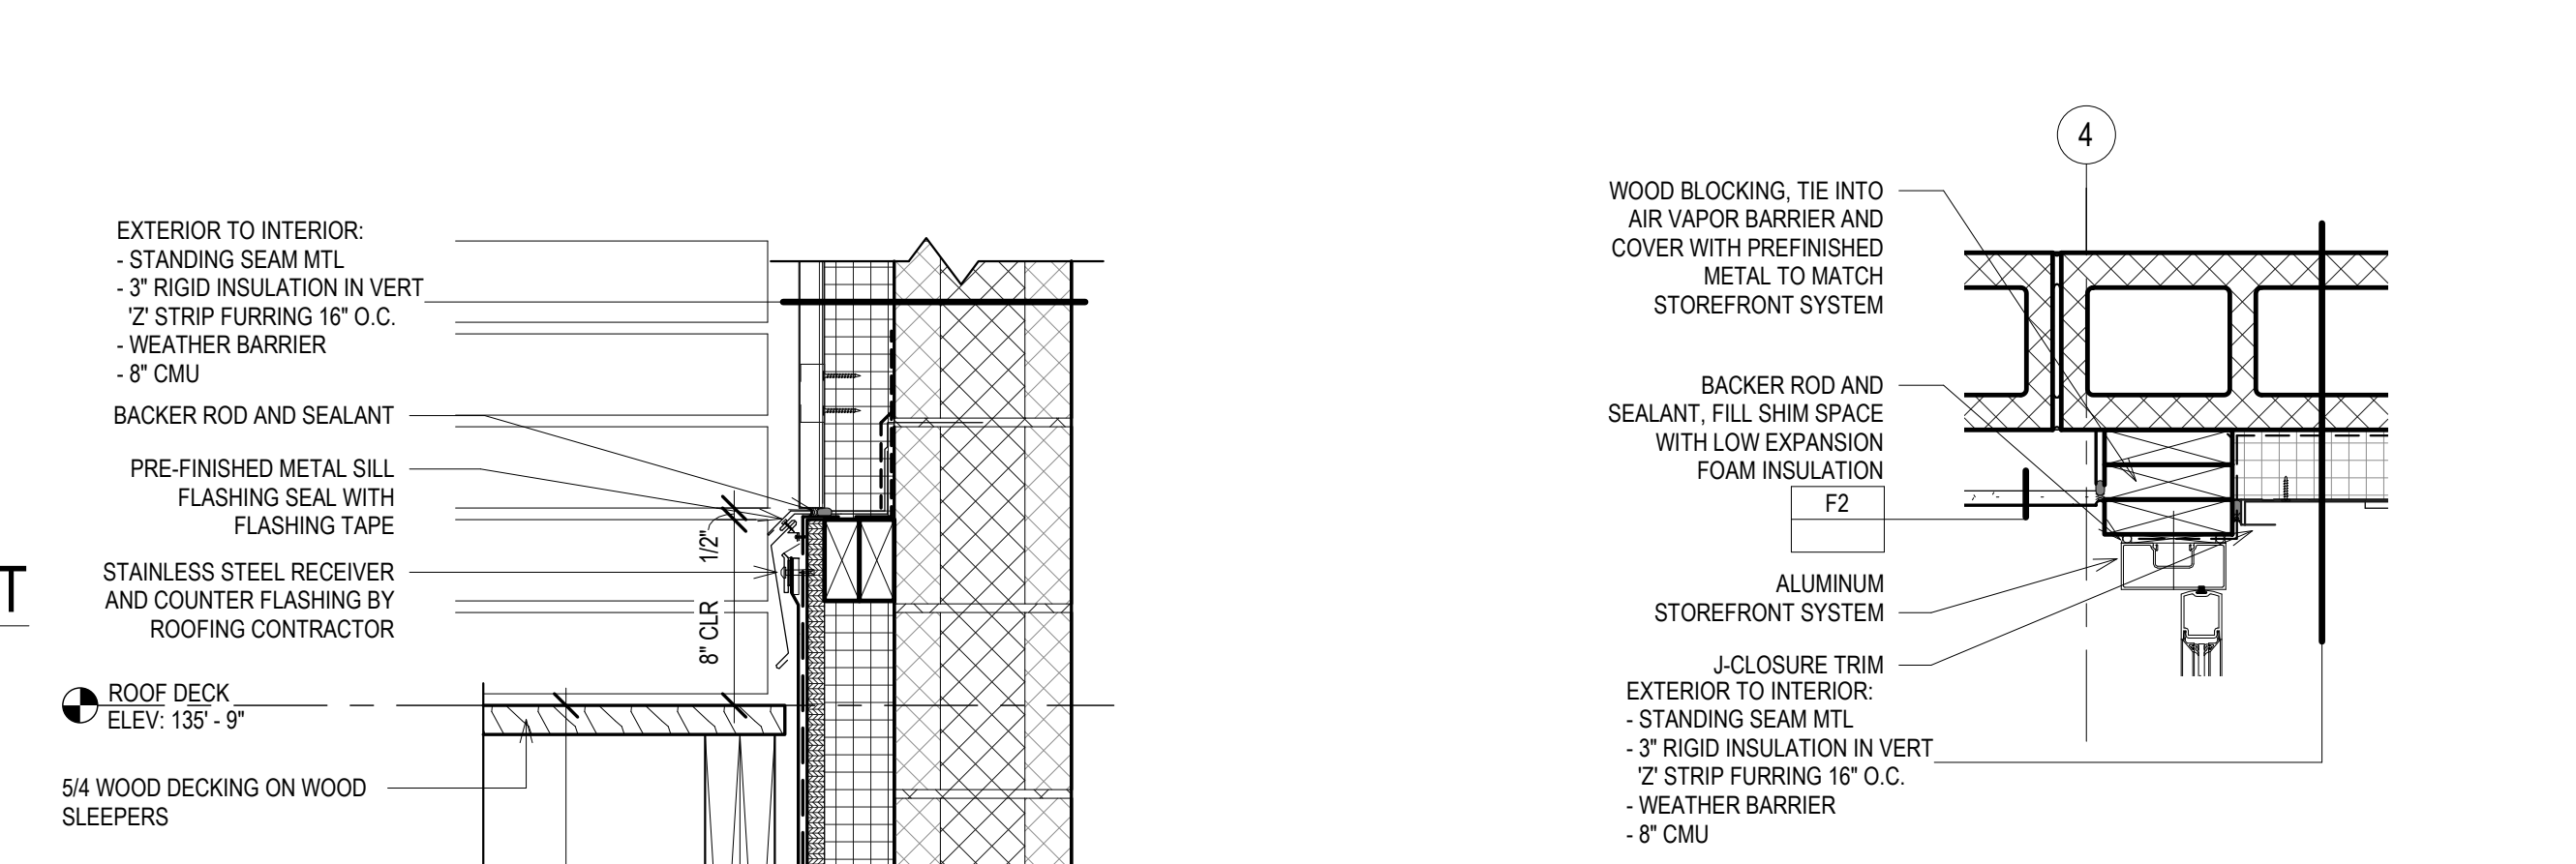 EXTERIOR TO INTERIOR:
- STANDING SEAM MTL
- 3" RIGID INSULATION IN VERT
'Z' STRIP FURRING 16" O.C.
- WEATHER BARRIER
- 8" CMU
BACKER ROD AND SEALANT
PRE-FINISHED METAL SILL
FLASHING SEAL WITH
FLASHING TAPE
STAINLESS STEEL RECEIVER
AND COUNTER FLASHING BY
ROOFING CONTRACTOR
T
1/2"
8" CLR
ROOF DECK
ELEV: 135' - 9"
5/4 WOOD DECKING ON WOOD
SLEEPERS
4
WOOD BLOCKING, TIE INTO
AIR VAPOR BARRIER AND
COVER WITH PREFINISHED
METAL TO MATCH
STOREFRONT SYSTEM
BACKER ROD AND
SEALANT, FILL SHIM SPACE
WITH LOW EXPANSION
FOAM INSULATION
F2
ALUMINUM
STOREFRONT SYSTEM
J-CLOSURE TRIM
EXTERIOR TO INTERIOR:
- STANDING SEAM MTL
- 3" RIGID INSULATION IN VERT
'Z' STRIP FURRING 16" O.C.
- WEATHER BARRIER
- 8" CMU